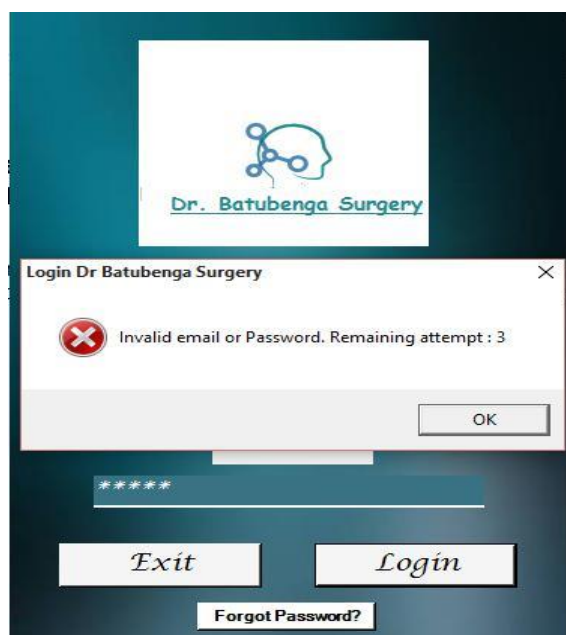 Dr. Batubenga Surgery
Login Dr Batubenga Surgery
Invalid email or Password. Remaining attempt : 3
OK
*****
Exit
Login
Forgot Password?